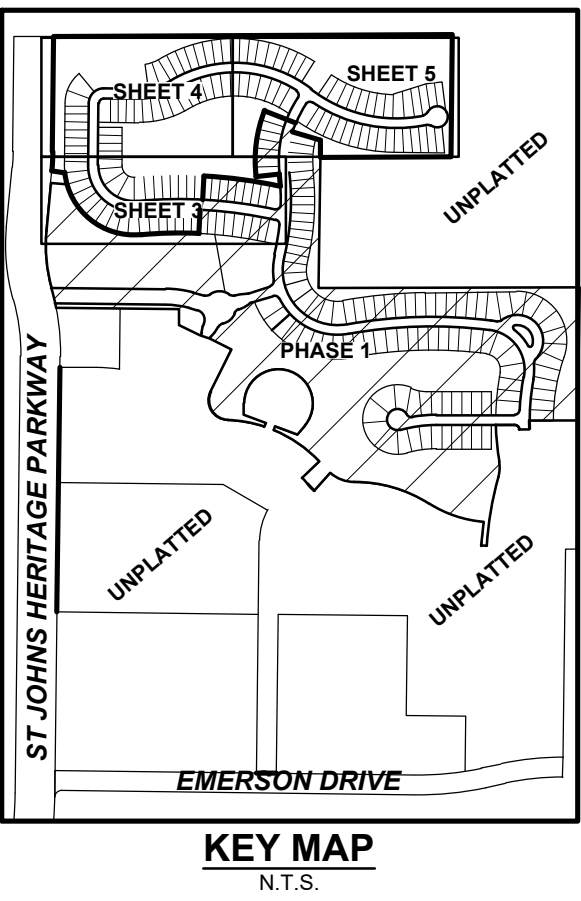 SHEET 5
SHEET 4
UNPLATTED
SHEET 3
PHASE 1
ST JOHNS HERITAGE PARKWAY
UNPLATTED
UNPLATTED
EMERSON DRIVE
KEY MAP
N.T.S.